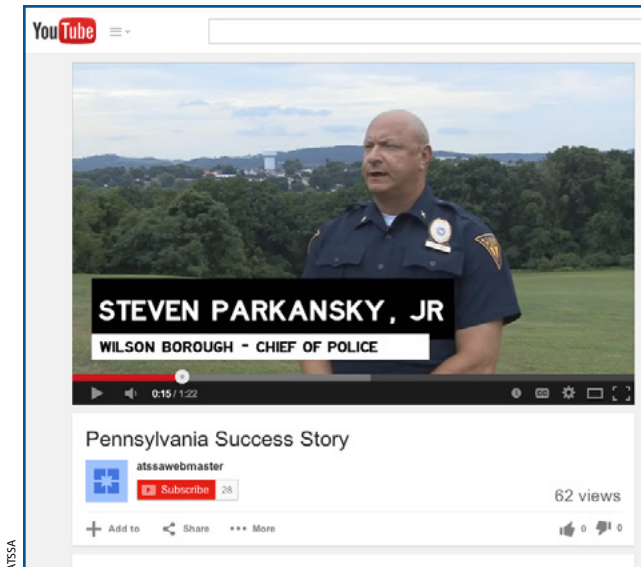 YouTube
STEVEN PARKANSKY, JR
WILSON BOROUGH - CHIEF OF POLICE
0:15 / 1:22
CC
Pennsylvania Success Story
atssawebmaster
Subscribe 28
62 views
Add to Share More
0 0
ATSSA